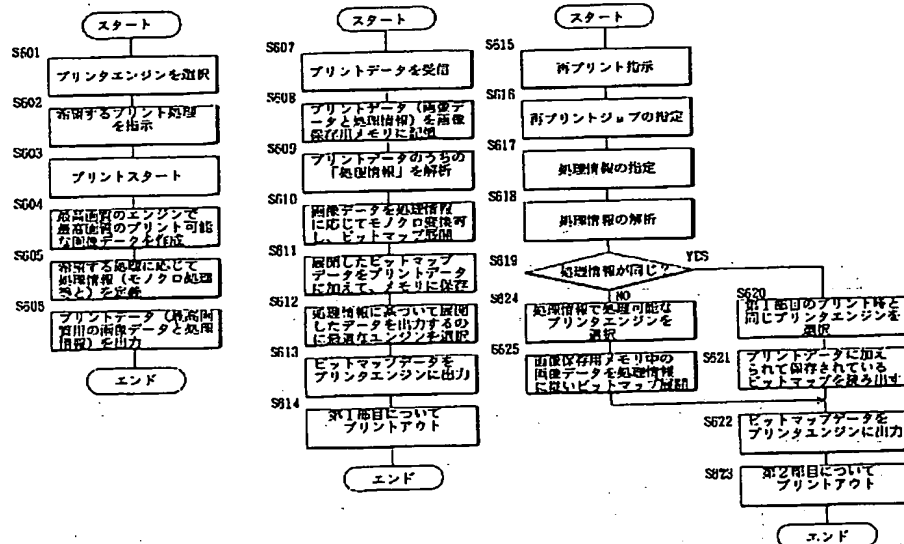 スタート
S601
プリンタエンジンを選択
S602
希望するプリント処理
を指示
S603
プリントスタート
S604
最高画質のエンジンで
最高画質のプリント可能
な画像データを作成
S605
希望する処理に応じて
処理情報(モノクロ処理
等と)を定義
S606
プリントデータ(最高画
質用の画像データと処理
情報)を出力
エンド
スタート
S607
プリントデータを受信
S608
プリントデータ(画像デ
ータと処理情報)を画像
保存用メモリに記憶
S609
プリントデータのうちの
「処理情報」を解析
S610
画像データを処理情報
に応じてモノクロ変換等
し、ビットマップ展開
S611
展開したビットマップ
データをプリントデータ
に加えて、メモリに保存
S612
処理情報に基づいて展開
したデータを出力するの
に最適なエンジンを選択
S613
ビットマップデータを
プリンタエンジンに出力
S614
第1部目について
プリントアウト
エンド
スタート
S615
再プリント指示
S616
再プリントジョブの指定
S617
処理情報の指定
S618
処理情報の解析
S619
処理情報が同じ?
YES
NO
S624
処理情報で処理可能な
プリンタエンジンを
選択
S625
画像保存用メモリ中の
画像データを処理情報
に従いビットマップ展開
S620
第1部目のプリント時と
同じプリンタエンジンを
選択
S621
プリントデータに加え
られて保存されている
ビットマップを読み出す
S622
ビットマップデータを
プリンタエンジンに出力
S623
第2部目について
プリントアウト
エンド